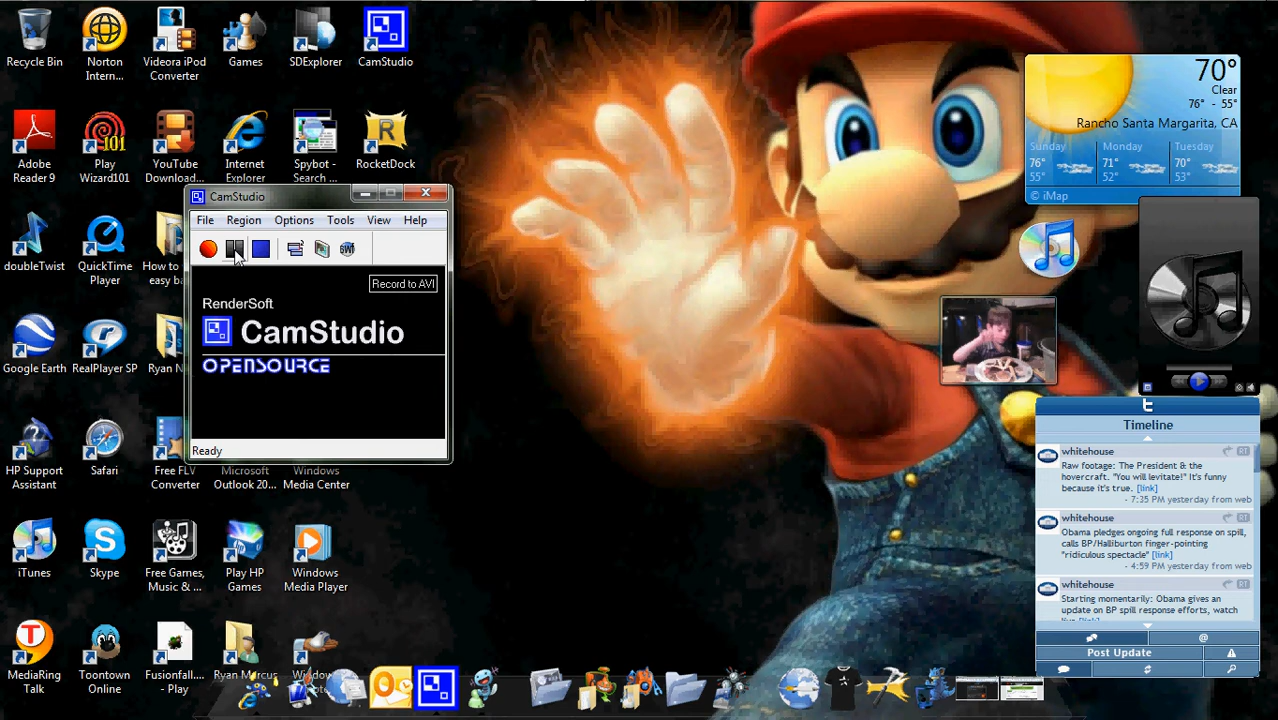 Recycle Bin
Norton
Intern...
Videora iPod
Converter
Games
SDExplorer
CamStudio
Adobe
Reader 9
Play
Wizard101
101
YouTube
Download...
Internet
Explorer
Spybot -
Search ...
RocketDock
doubleTwist
QuickTime
Player
How to
easy ba
Google Earth
RealPlayer SP
Ryan N
HP Support
Assistant
Safari
Free FLV
Converter
Microsoft
Outlook 20...
Windows
Media Center
iTunes
Skype
Free Games,
Music & ...
Play HP
Games
Windows
Media Player
MediaRing
Talk
Toontown
Online
Fusionfall....
- Play
Ryan Marcus
CamStudio
File Region Options Tools View Help
SWF
Record to AVI
RenderSoft
CamStudio
OPENSOURCE
Ready
70°
Clear
76° - 55°
Rancho Santa Margarita, CA
Sunday Monday Tuesday
76° 71° 70°
55° 52° 53°
© iMap
Timeline
whitehouse
RT
Raw footage: The President & the
hovercraft. "You will levitate!" It's funny
because it's true. [link]
- 7:35 PM yesterday from web
whitehouse
RT
Obama pledges ongoing full response on spill,
calls BP/Halliburton finger-pointing
"ridiculous spectacle" [link]
- 4:59 PM yesterday from web
whitehouse
RT
Starting momentarily: Obama gives an
update on BP spill response efforts, watch
@
Post Update